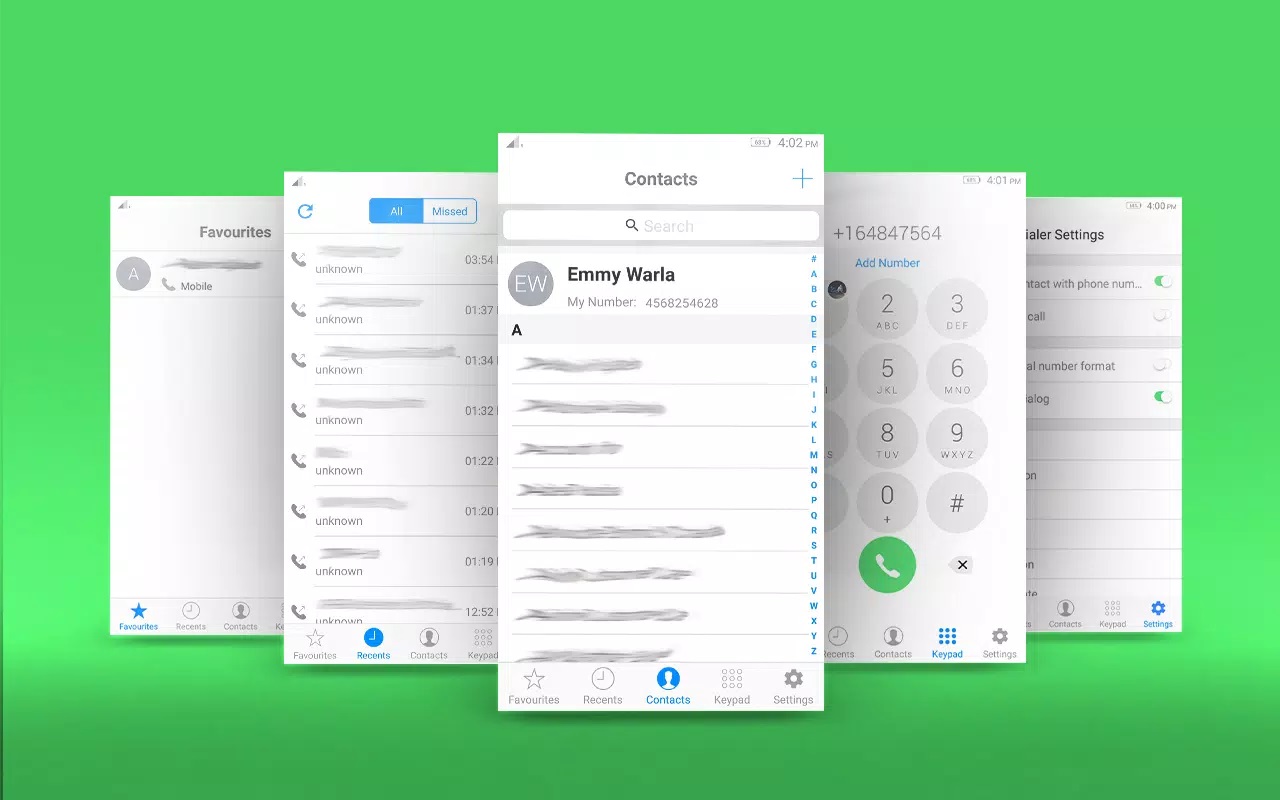 Favourites
A
Mobile
Favourites
Recents
Contacts
All Missed
unknown
03:54
unknown
01:37
unknown
01:34
unknown
01:32
unknown
01:22
unknown
01:20
unknown
01:19
12:52
Favourites
Recents
Contacts
Keypad
68% 4:02 PM
Contacts
+
Search
EW
Emmy Warla
My Number: 4568254628
A
#
A
B
C
D
E
F
G
H
I
J
K
L
M
N
O
P
Q
R
S
T
U
V
W
X
Y
Z
Favourites
Recents
Contacts
Keypad
Settings
68% 4:01 PM
+164847564
Add Number
2 3
ABC DEF
5 6
JKL MNO
8 9
S TUV WXYZ
0 #
+
Contacts
Keypad
Settings
4:00 PM
ialer Settings
ntact with phone num...
call
al number format
ialog
on
on
Contacts
Keypad
Settings